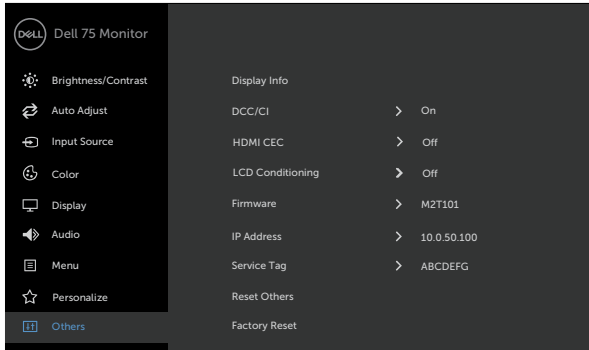 DELL Dell 75 Monitor
Brightness/Contrast Display Info
Auto Adjust DCC/CI On
Input Source HDMI CEC Off
Color LCD Conditioning Off
Display Firmware M2T101
Audio IP Address 10.0.50.100
Menu Service Tag ABCDEFG
Personalize Reset Others
Others Factory Reset